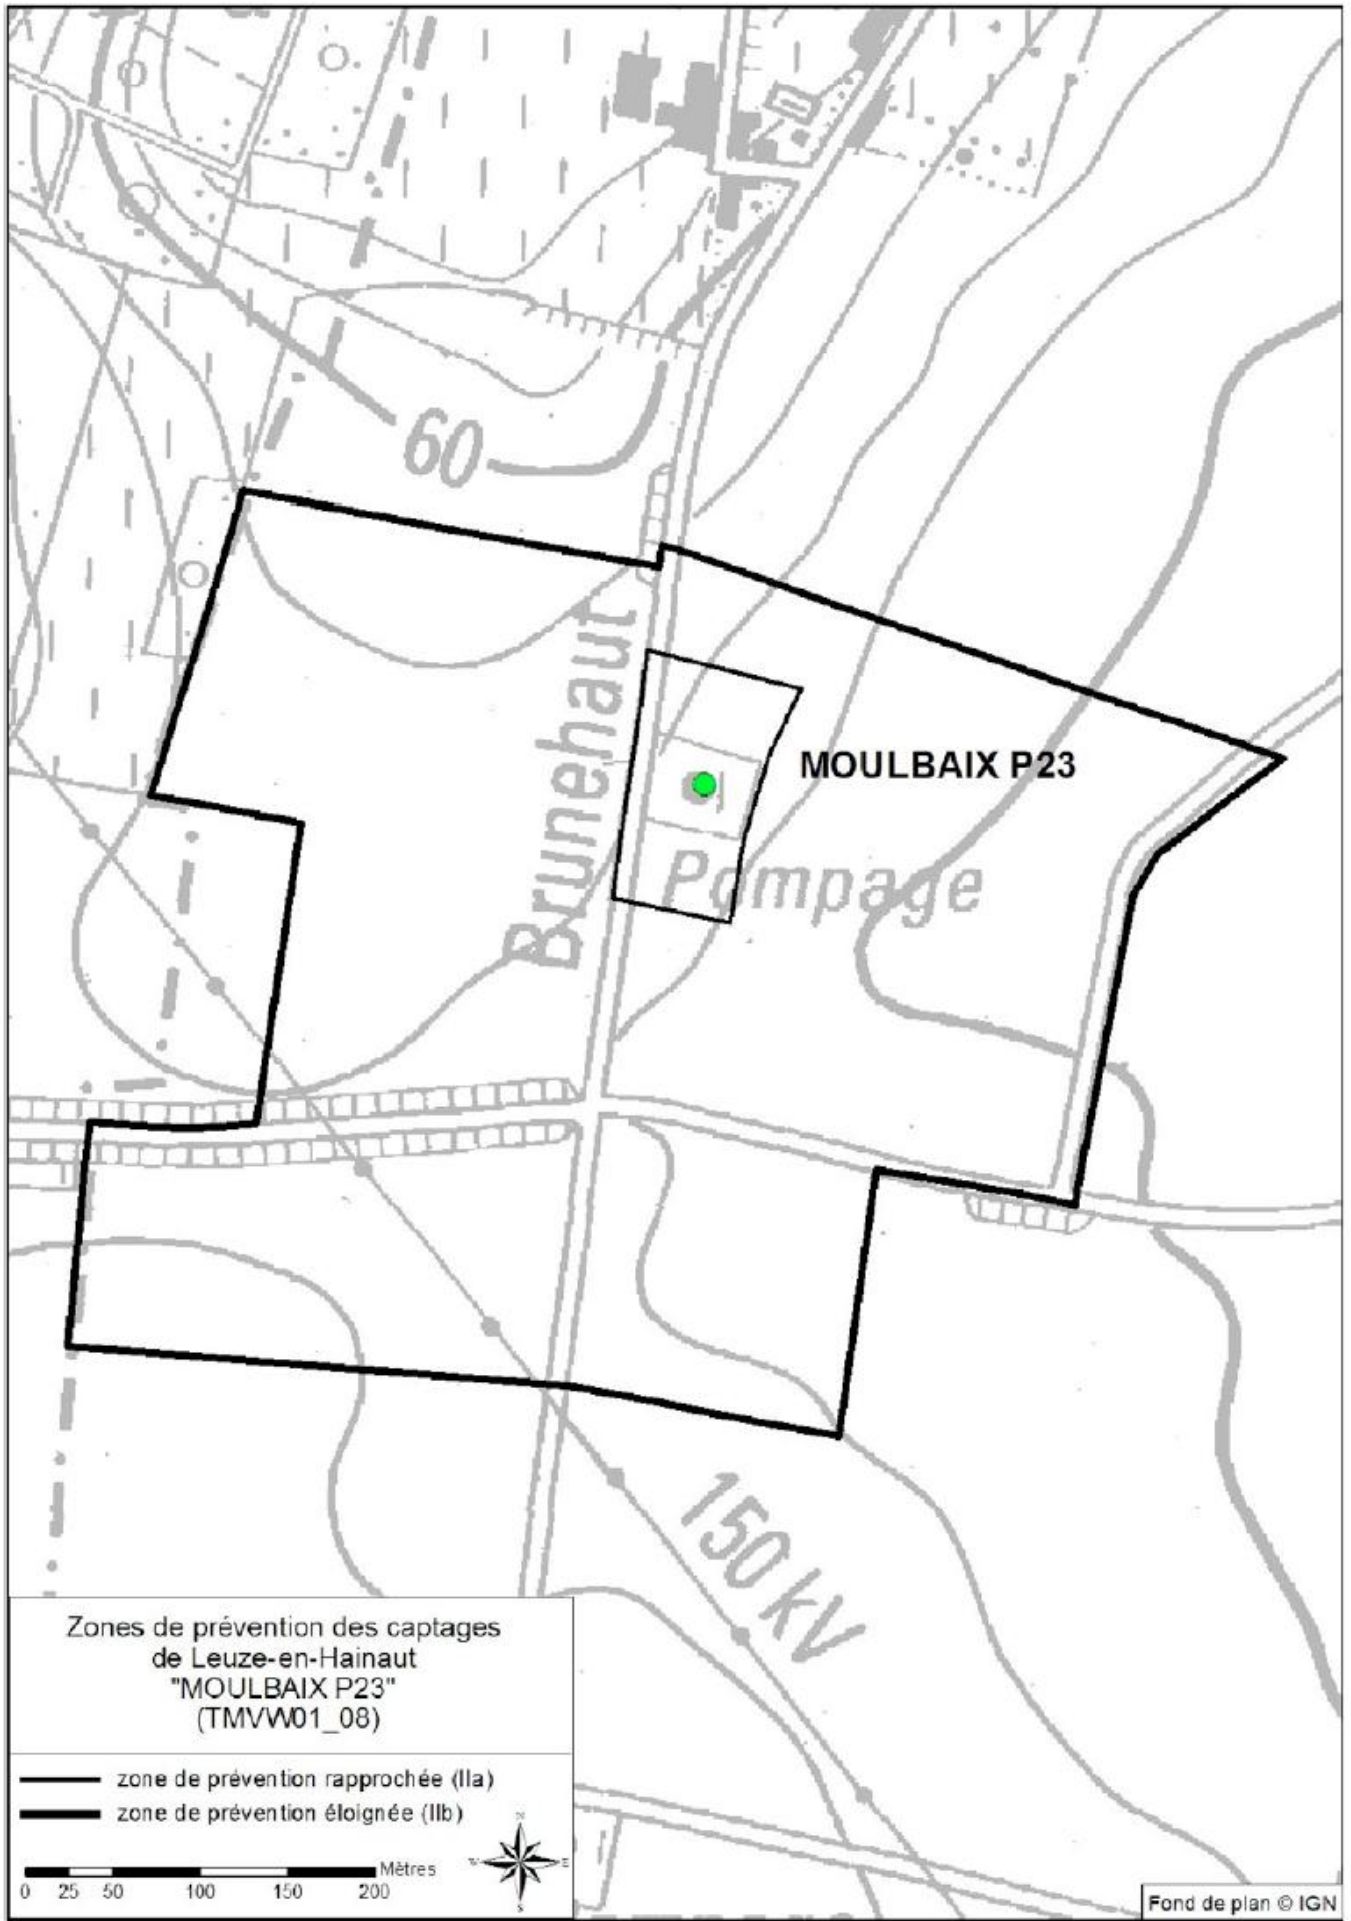 60
Brunehaut
MOULBAIX P23
Pompage
150 kV
Zones de prévention des captages
de Leuze-en-Hainaut
"MOULBAIX P23"
(TMVW01_08)
zone de prévention rapprochée (IIa)
zone de prévention éloignée (IIb)
N
W E
S
Mètres
0 25 50 100 150 200
Fond de plan © IGN